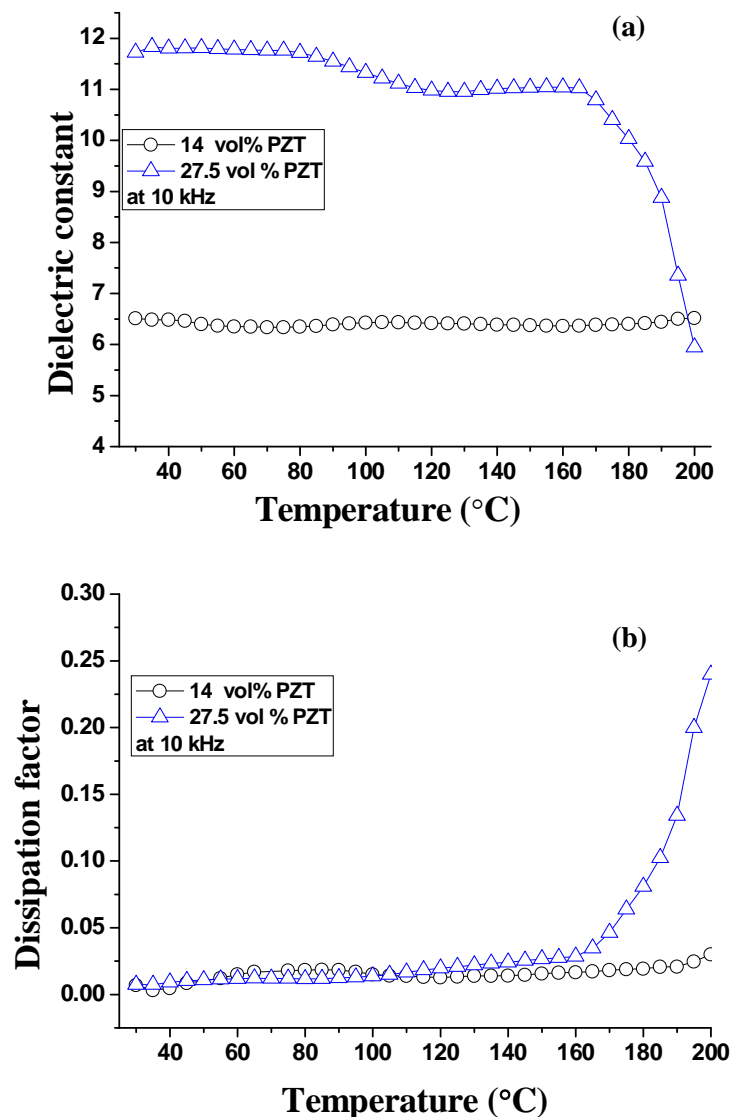 (a)
12
11
10
9
8
7
6
5
4
Dielectric constant
14 vol% PZT
27.5 vol % PZT
at 10 kHz
40 60 80 100 120 140 160 180 200
Temperature (°C)
(b)
0.30
0.25
0.20
0.15
0.10
0.05
0.00
Dissipation factor
14 vol% PZT
27.5 vol % PZT
at 10 kHz
40 60 80 100 120 140 160 180 200
Temperature (°C)